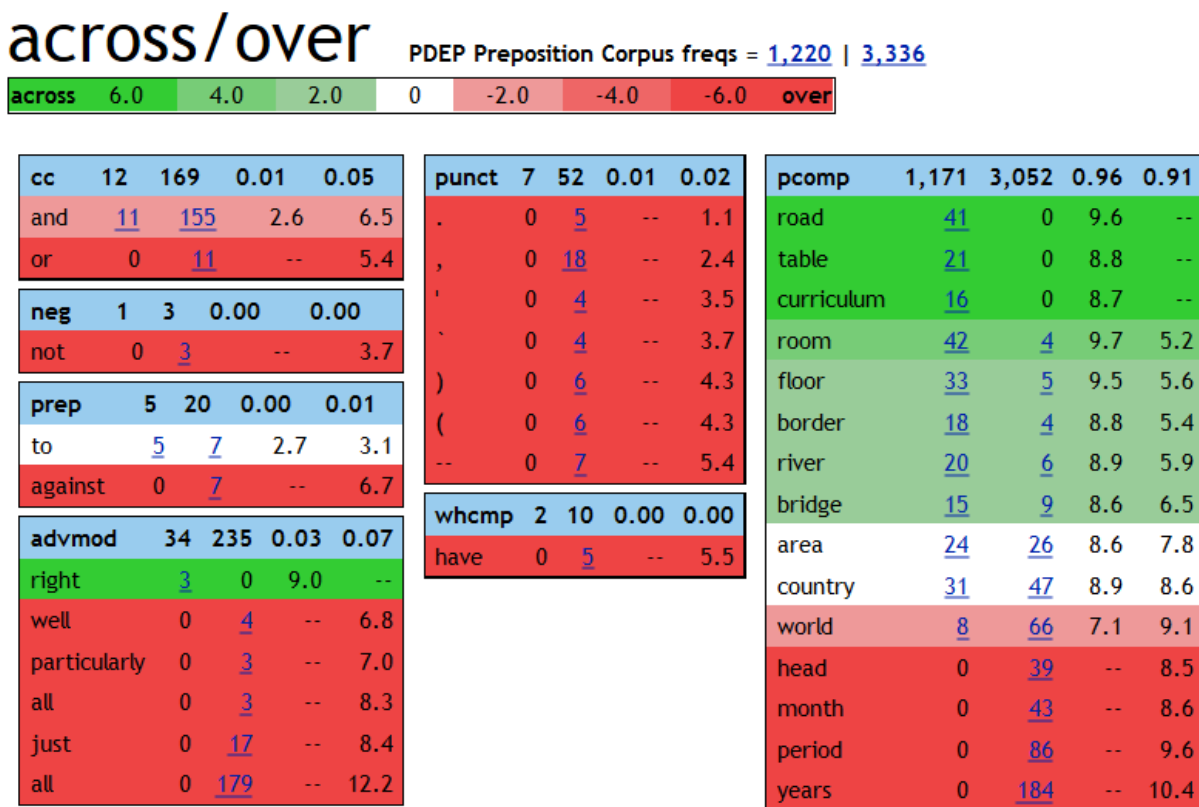 across/over PDEP Preposition Corpus freqs = 1,220 | 3,336
across 6.0 4.0 2.0 0 -2.0 -4.0 -6.0 over
cc 12 169 0.01 0.05
and 11 155 2.6 6.5
or 0 11 -- 5.4
neg 1 3 0.00 0.00
not 0 3 -- 3.7
prep 5 20 0.00 0.01
to 5 7 2.7 3.1
against 0 7 -- 6.7
advmod 34 235 0.03 0.07
right 3 0 9.0 --
well 0 4 -- 6.8
particularly 0 3 -- 7.0
all 0 3 -- 8.3
just 0 17 -- 8.4
all 0 179 -- 12.2
punct 7 52 0.01 0.02
. 0 5 -- 1.1
, 0 18 -- 2.4
' 0 4 -- 3.5
` 0 4 -- 3.7
) 0 6 -- 4.3
( 0 6 -- 4.3
-- 0 7 -- 5.4
whcmp 2 10 0.00 0.00
have 0 5 -- 5.5
pcomp 1,171 3,052 0.96 0.91
road 41 0 9.6 --
table 21 0 8.8 --
curriculum 16 0 8.7 --
room 42 4 9.7 5.2
floor 33 5 9.5 5.6
border 18 4 8.8 5.4
river 20 6 8.9 5.9
bridge 15 9 8.6 6.5
area 24 26 8.6 7.8
country 31 47 8.9 8.6
world 8 66 7.1 9.1
head 0 39 -- 8.5
month 0 43 -- 8.6
period 0 86 -- 9.6
years 0 184 -- 10.4